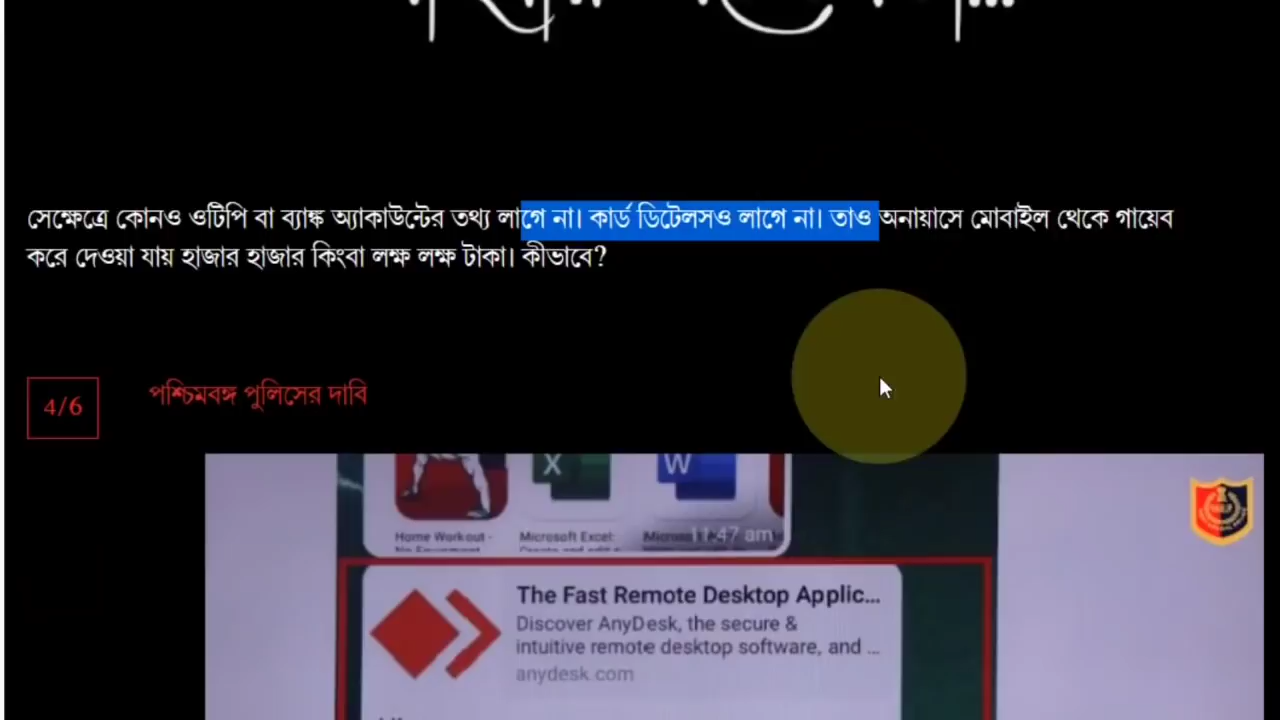 সেক্ষেত্রে কোনও ওটিপি বা ব্যাঙ্ক অ্যাকাউন্টের তথ্য লাগে না। কার্ড ডিটেলসও লাগে না। তাও অনায়াসে মোবাইল থেকে গায়েব
করে দেওয়া যায় হাজার হাজার কিংবা লক্ষ লক্ষ টাকা। কীভাবে?
4/6
পশ্চিমবঙ্গ পুলিসের দাবি
X W
Home Workout - Microsoft Excel: 11:47 am
The Fast Remote Desktop Applic...
Discover AnyDesk, the secure &
intuitive remote desktop software, and ...
anydesk.com